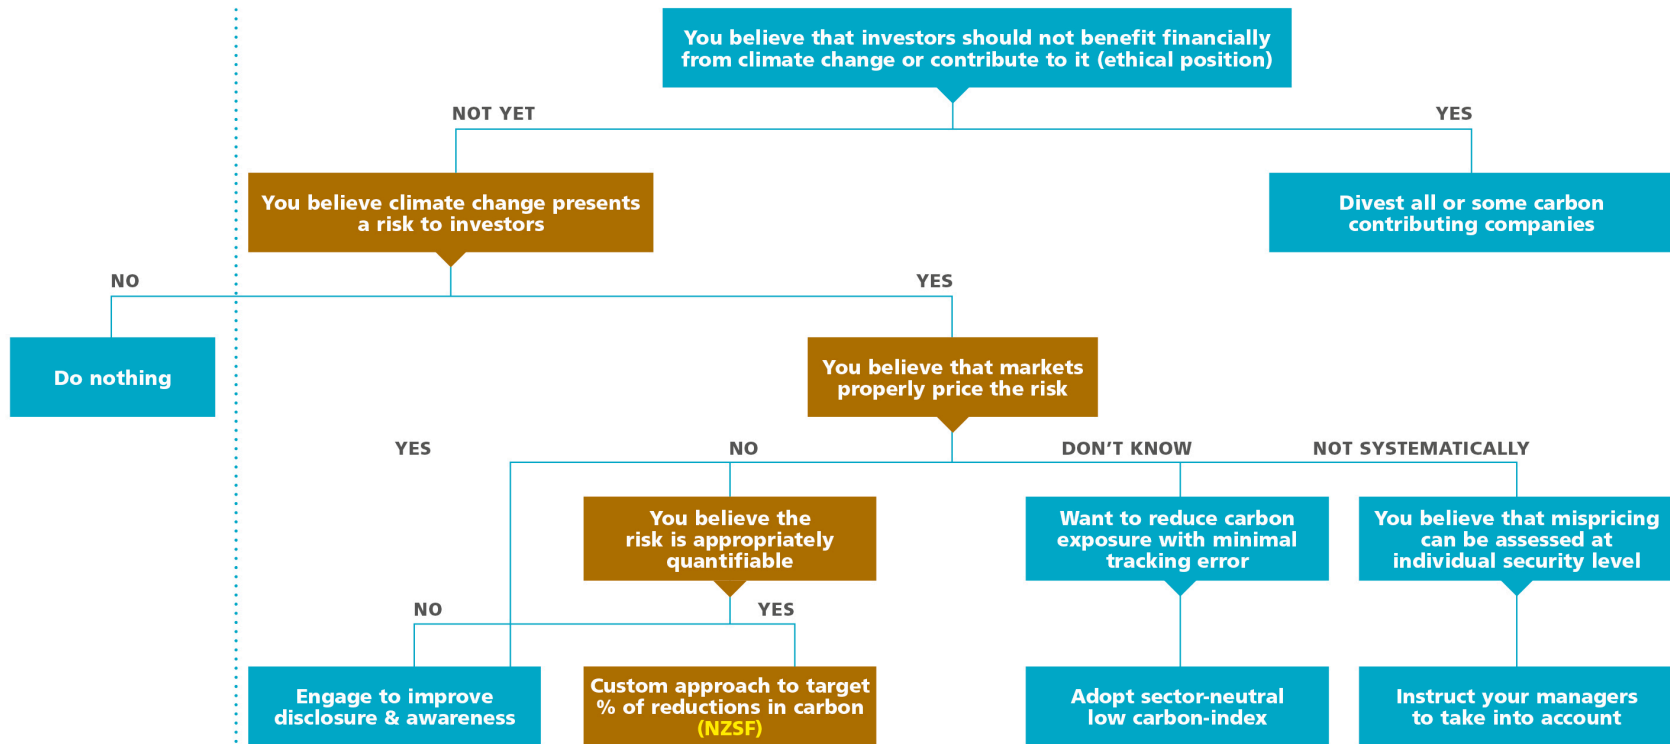 You believe that investors should not benefit financially
from climate change or contribute to it (ethical position)
NOT YET
YES
You believe climate change presents
a risk to investors
Divest all or some carbon
contributing companies
NO
YES
Do nothing
You believe that markets
properly price the risk
YES
NO
DON’T KNOW
NOT SYSTEMATICALLY
You believe the
risk is appropriately
quantifiable
Want to reduce carbon
exposure with minimal
tracking error
You believe that mispricing
can be assessed at
individual security level
NO
YES
Engage to improve
disclosure & awareness
Custom approach to target
% of reductions in carbon
(NZSF)
Adopt sector-neutral
low carbon-index
Instruct your managers
to take into account